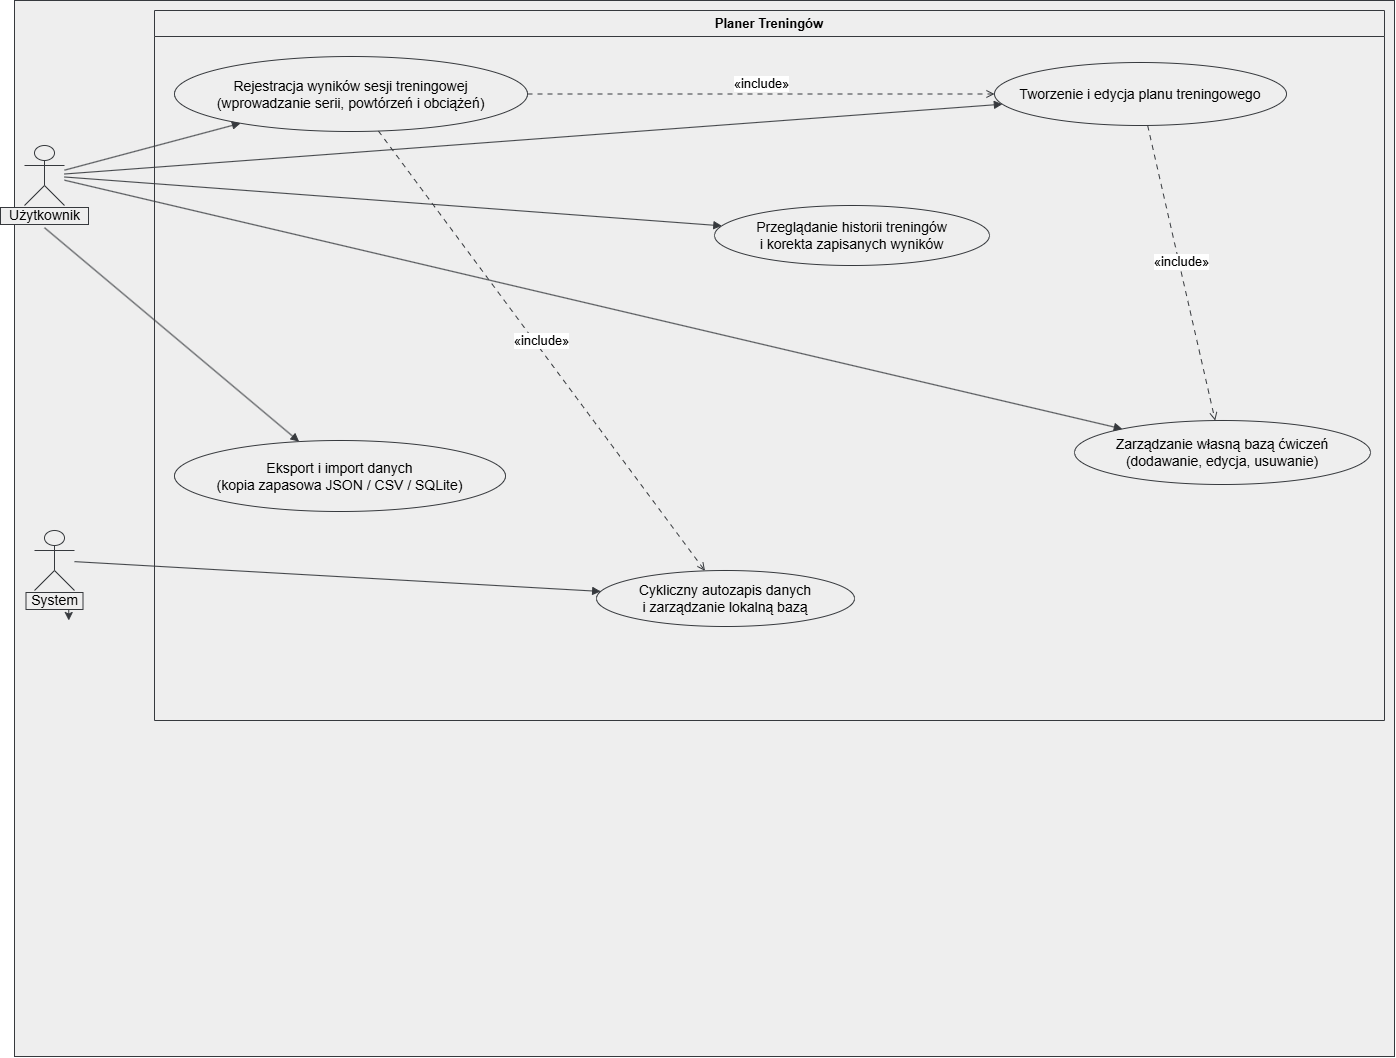 Planer Treningów
Rejestracja wyników sesji treningowej
(wprowadzanie serii, powtórzeń i obciążeń)
«include»
Tworzenie i edycja planu treningowego
Użytkownik
Przeglądanie historii treningów
i korekta zapisanych wyników
«include»
«include»
Zarządzanie własną bazą ćwiczeń
(dodawanie, edycja, usuwanie)
Eksport i import danych
(kopia zapasowa JSON / CSV / SQLite)
System
Cykliczny autozapis danych
i zarządzanie lokalną bazą